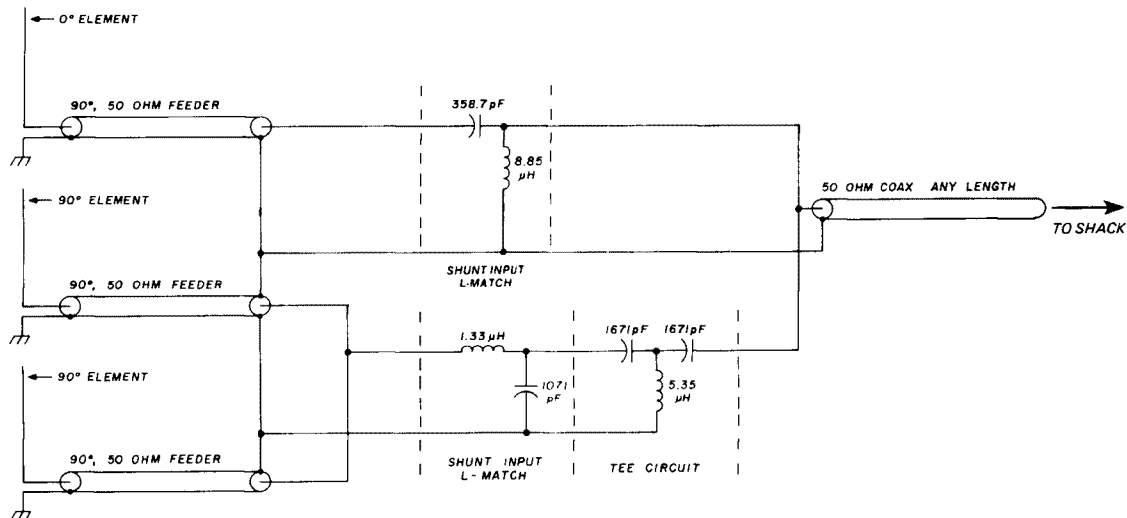 0° ELEMENT
90°, 50 OHM FEEDER
358.7pF
8.85
µH
50 OHM COAX ANY LENGTH
TO SHACK
90° ELEMENT
SHUNT INPUT
L-MATCH
90°, 50 OHM FEEDER
1.33µH
1671pF
1671pF
90° ELEMENT
1071
pF
5.35
µH
90°, 50 OHM FEEDER
SHUNT INPUT
L-MATCH
TEE CIRCUIT